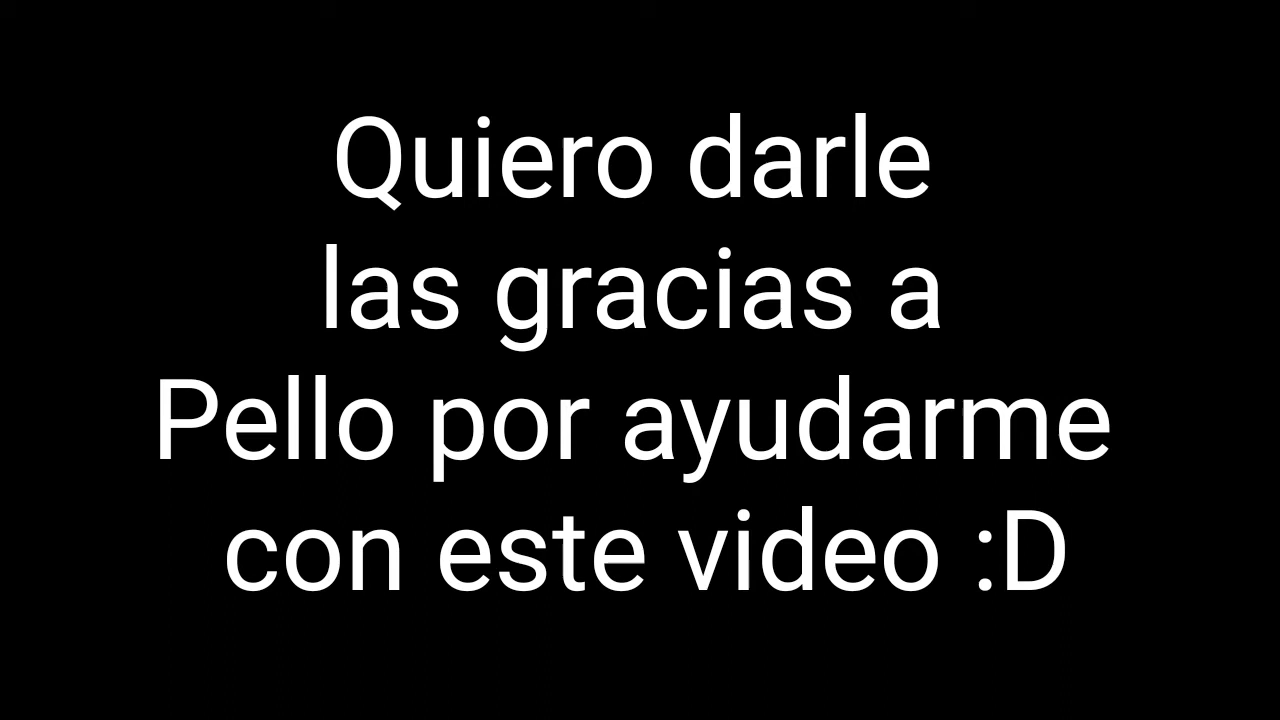 Quiero darle
las gracias a
Pello por ayudarme
con este video :D